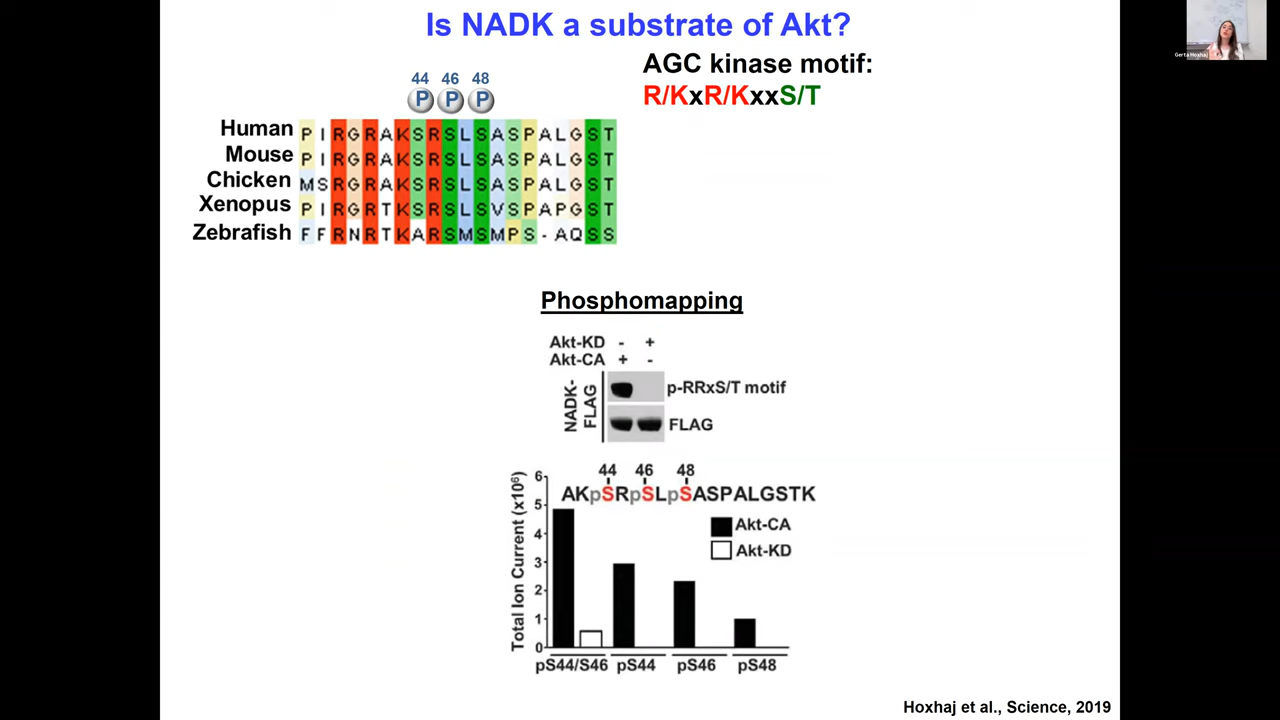 Is NADK a substrate of Akt?
Gerta Hoxhaj
AGC kinase motif:
R/KxR/KxxS/T
44 46 48
P P P
Human PIRGRAKSRSLSASPALGST
Mouse PIRGRAKSRSLSASPALGST
Chicken MSRGRAKSRSLSASPALGST
Xenopus PIRGRTKSRSLSVSPAPGST
Zebrafish FFRNRTKARSMSMPS-AQSS
Phosphomapping
Akt-KD - +
Akt-CA + -
NADK-
FLAG
p-RRxS/T motif
FLAG
Total Ion Current (x10⁶)
6
5
4
3
2
1
0
44 46 48
AKpSRpSLpSASPALGSTK
Akt-CA
Akt-KD
pS44/S46 pS44 pS46 pS48
Hoxhaj et al., Science, 2019